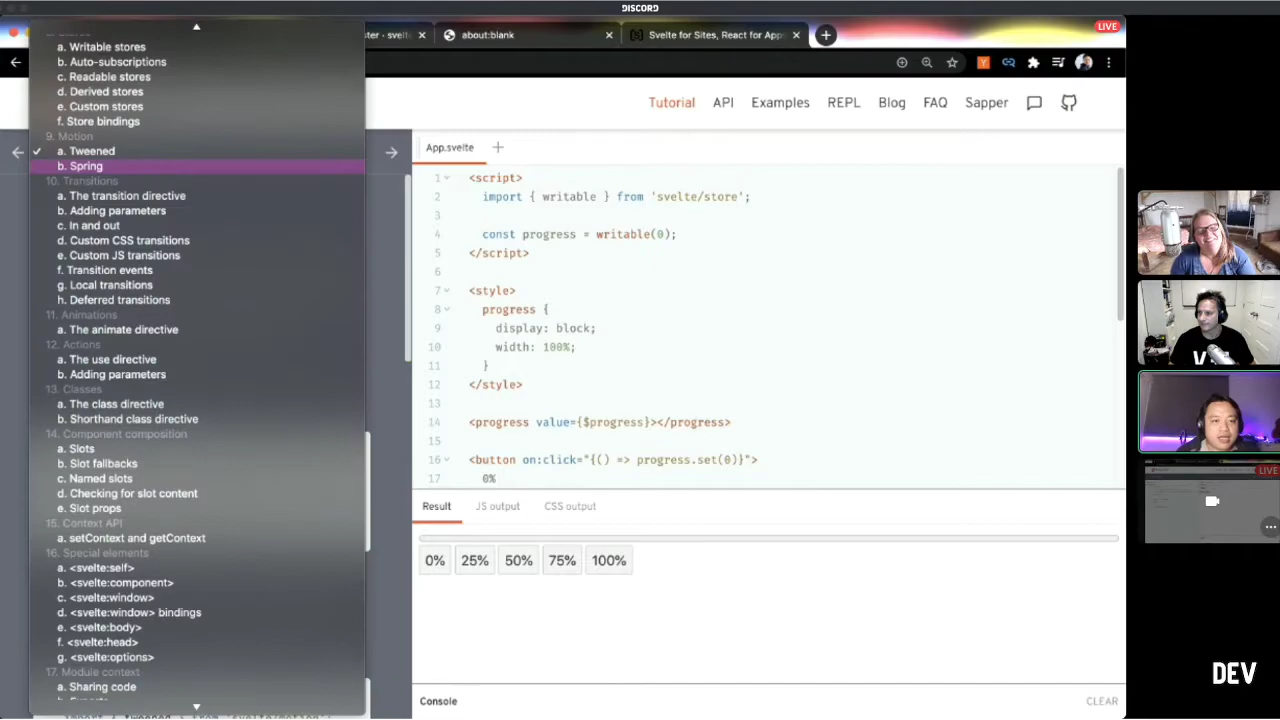 DISCORD
ster - svelt
about:blank
Svelte for Sites, React for App
LIVE
Tutorial
API
Examples
REPL
Blog
FAQ
Sapper
a. Writable stores
b. Auto-subscriptions
c. Readable stores
d. Derived stores
e. Custom stores
f. Store bindings
9. Motion
a. Tweened
b. Spring
10. Transitions
a. The transition directive
b. Adding parameters
c. In and out
d. Custom CSS transitions
e. Custom JS transitions
f. Transition events
g. Local transitions
h. Deferred transitions
11. Animations
a. The animate directive
12. Actions
a. The use directive
b. Adding parameters
13. Classes
a. The class directive
b. Shorthand class directive
14. Component composition
a. Slots
b. Slot fallbacks
c. Named slots
d. Checking for slot content
e. Slot props
15. Context API
a. setContext and getContext
16. Special elements
a. <svelte:self>
b. <svelte:component>
c. <svelte:window>
d. <svelte:window> bindings
e. <svelte:body>
f. <svelte:head>
g. <svelte:options>
17. Module context
a. Sharing code
App.svelte
1 <script>
2 import { writable } from 'svelte/store';
3
4 const progress = writable(0);
5 </script>
6
7 <style>
8 progress {
9 display: block;
10 width: 100%;
11 }
12 </style>
13
14 <progress value={$progress}></progress>
15
16 <button on:click="{() => progress.set(0)}">
17 0%
Result
JS output
CSS output
0%
25%
50%
75%
100%
Console
CLEAR
LIVE
DEV